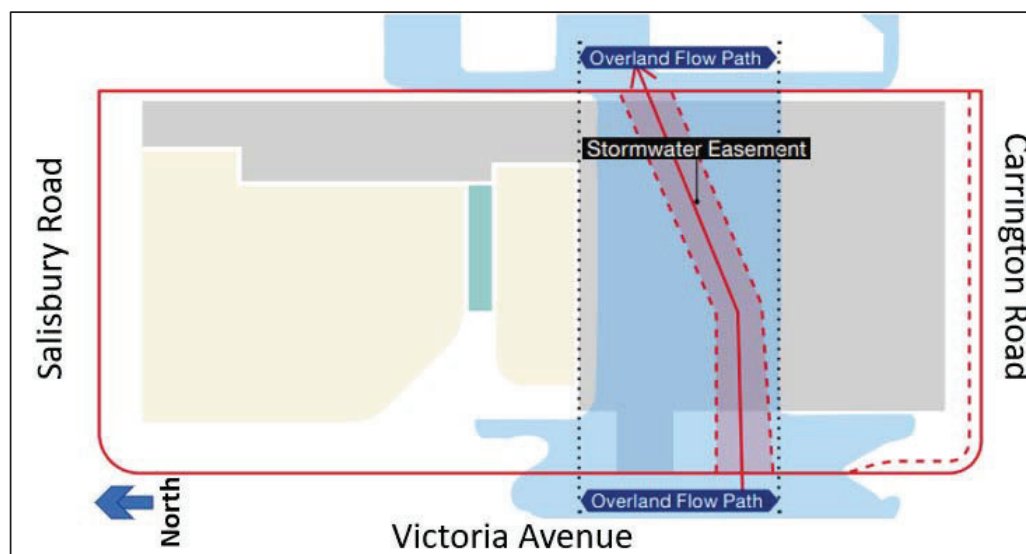 Overland Flow Path
Stormwater Easement
Salisbury Road
Carrington Road
North
Overland Flow Path
Victoria Avenue